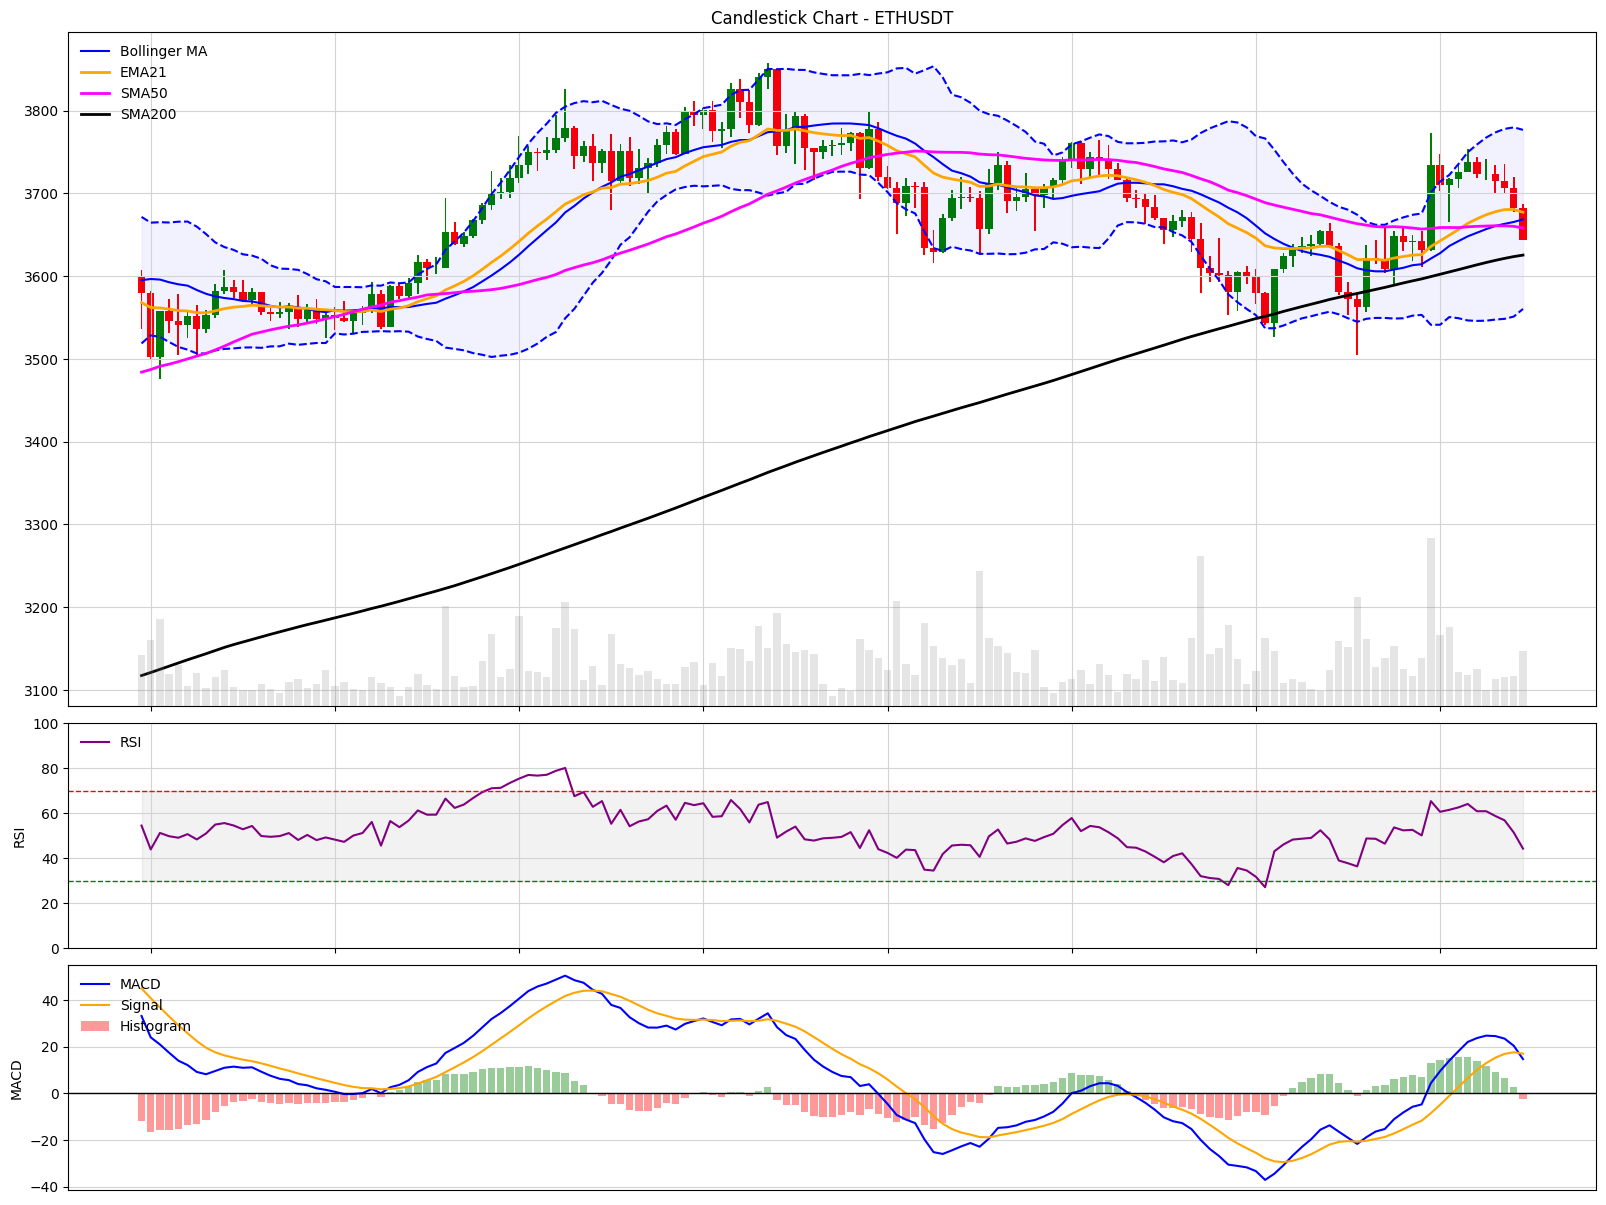 Candlestick Chart - ETHUSDT
Bollinger MA
EMA21
SMA50
SMA200
3800
3700
3600
3500
3400
3300
3200
3100
100
80
60
40
20
0
RSI
RSI
40
20
0
−20
−40
MACD
MACD
Signal
Histogram